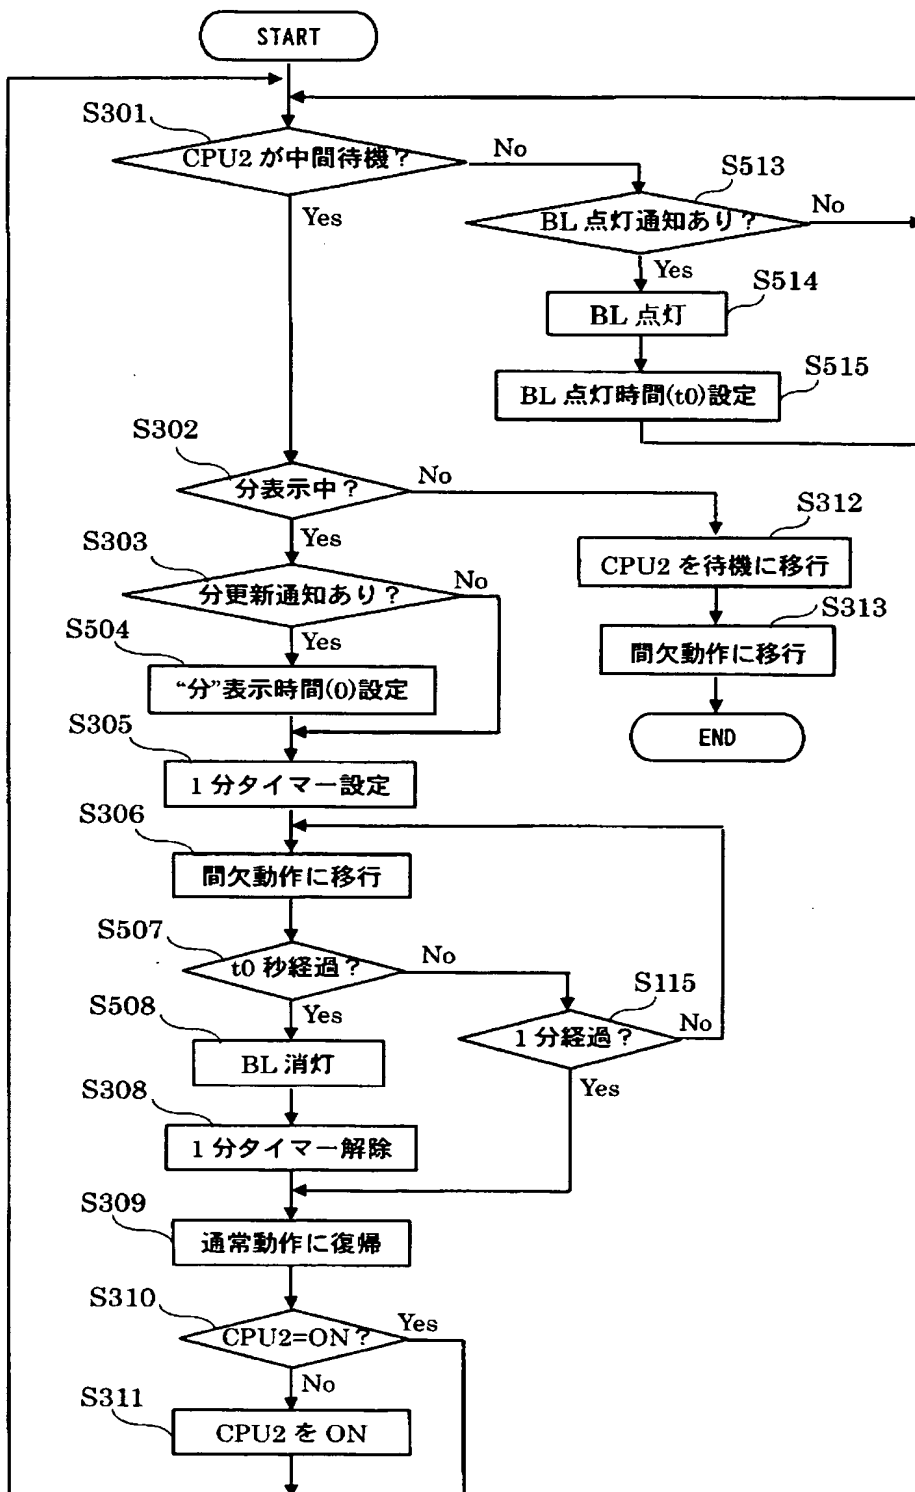 START
S301
CPU2 が中間待機？
No
Yes
S513
BL 点灯通知あり？
No
Yes
S514
BL 点灯
S515
BL 点灯時間(t0)設定
S302
分表示中？
No
Yes
S312
CPU2 を待機に移行
S313
間欠動作に移行
END
S303
分更新通知あり？
No
Yes
S504
“分”表示時間(0)設定
S305
1 分タイマー設定
S306
間欠動作に移行
S507
t0 秒経過？
No
Yes
S115
1 分経過？
No
Yes
S508
BL 消灯
S308
1 分タイマー解除
S309
通常動作に復帰
S310
CPU2=ON？
Yes
No
S311
CPU2 を ON